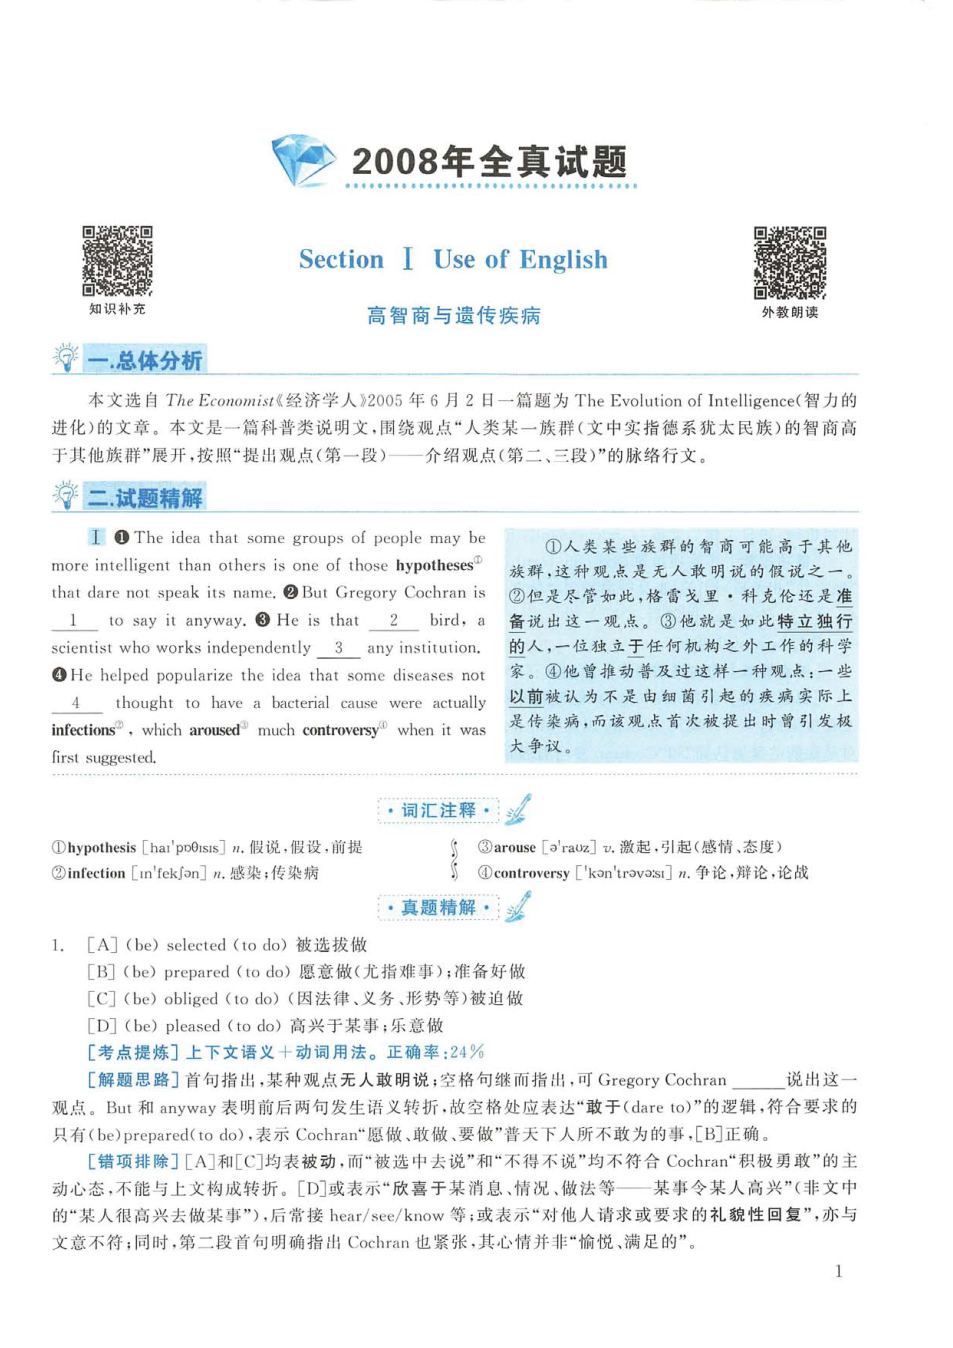 2008年全真试题
知识补充
Section Ⅰ Use of English
外教朗读
高智商与遗传疾病
一.总体分析
本文选自 The Economist《经济学人》2005 年 6 月 2 日一篇题为 The Evolution of Intelligence(智力的
进化)的文章。本文是一篇科普类说明文,围绕观点“人类某一族群(文中实指德系犹太民族)的智商高
于其他族群”展开,按照“提出观点(第一段)——介绍观点(第二、三段)”的脉络行文。
二.试题精解
Ⅰ ❶The idea that some groups of people may be
more intelligent than others is one of those hypotheses①
that dare not speak its name. ❷But Gregory Cochran is
1 to say it anyway. ❸He is that 2 bird, a
scientist who works independently 3 any institution.
❹He helped popularize the idea that some diseases not
4 thought to have a bacterial cause were actually
infections②, which aroused③ much controversy④ when it was
first suggested.
①人类某些族群的智商可能高于其他
族群,这种观点是无人敢明说的假说之一。
②但是尽管如此,格雷戈里·科克伦还是准
备说出这一观点。③他就是如此特立独行
的人,一位独立于任何机构之外工作的科学
家。④他曾推动普及过这样一种观点:一些
以前被认为不是由细菌引起的疾病实际上
是传染病,而该观点首次被提出时曾引发极
大争议。
·词汇注释·
①hypothesis [haɪ'pɒθɪsɪs] n. 假说,假设,前提
②infection [ɪn'fekʃən] n. 感染;传染病
③arouse [ə'raʊz] v. 激起,引起(感情、态度)
④controversy ['kɒn'trəvə:sɪ] n. 争论,辩论,论战
·真题精解·
1. [A] (be) selected (to do) 被选拔做
[B] (be) prepared (to do) 愿意做(尤指难事);准备好做
[C] (be) obliged (to do) (因法律、义务、形势等)被迫做
[D] (be) pleased (to do) 高兴于某事;乐意做
[考点提炼] 上下文语义+动词用法。正确率:24%
[解题思路] 首句指出,某种观点无人敢明说;空格句继而指出,可 Gregory Cochran ______说出这一
观点。But 和 anyway 表明前后两句发生语义转折,故空格处应表达“敢于(dare to)”的逻辑,符合要求的
只有(be)prepared(to do),表示 Cochran“愿做、敢做、要做”普天下人所不敢为的事,[B]正确。
[错项排除] [A]和[C]均表被动,而“被选中去说”和“不得不说”均不符合 Cochran“积极勇敢”的主
动心态,不能与上文构成转折。[D]或表示“欣喜于某消息、情况、做法等——某事令某人高兴”(非文中
的“某人很高兴去做某事”),后常接 hear/see/know 等;或表示“对他人请求或要求的礼貌性回复”,亦与
文意不符;同时,第二段首句明确指出 Cochran 也紧张,其心情并非“愉悦、满足的”。
1